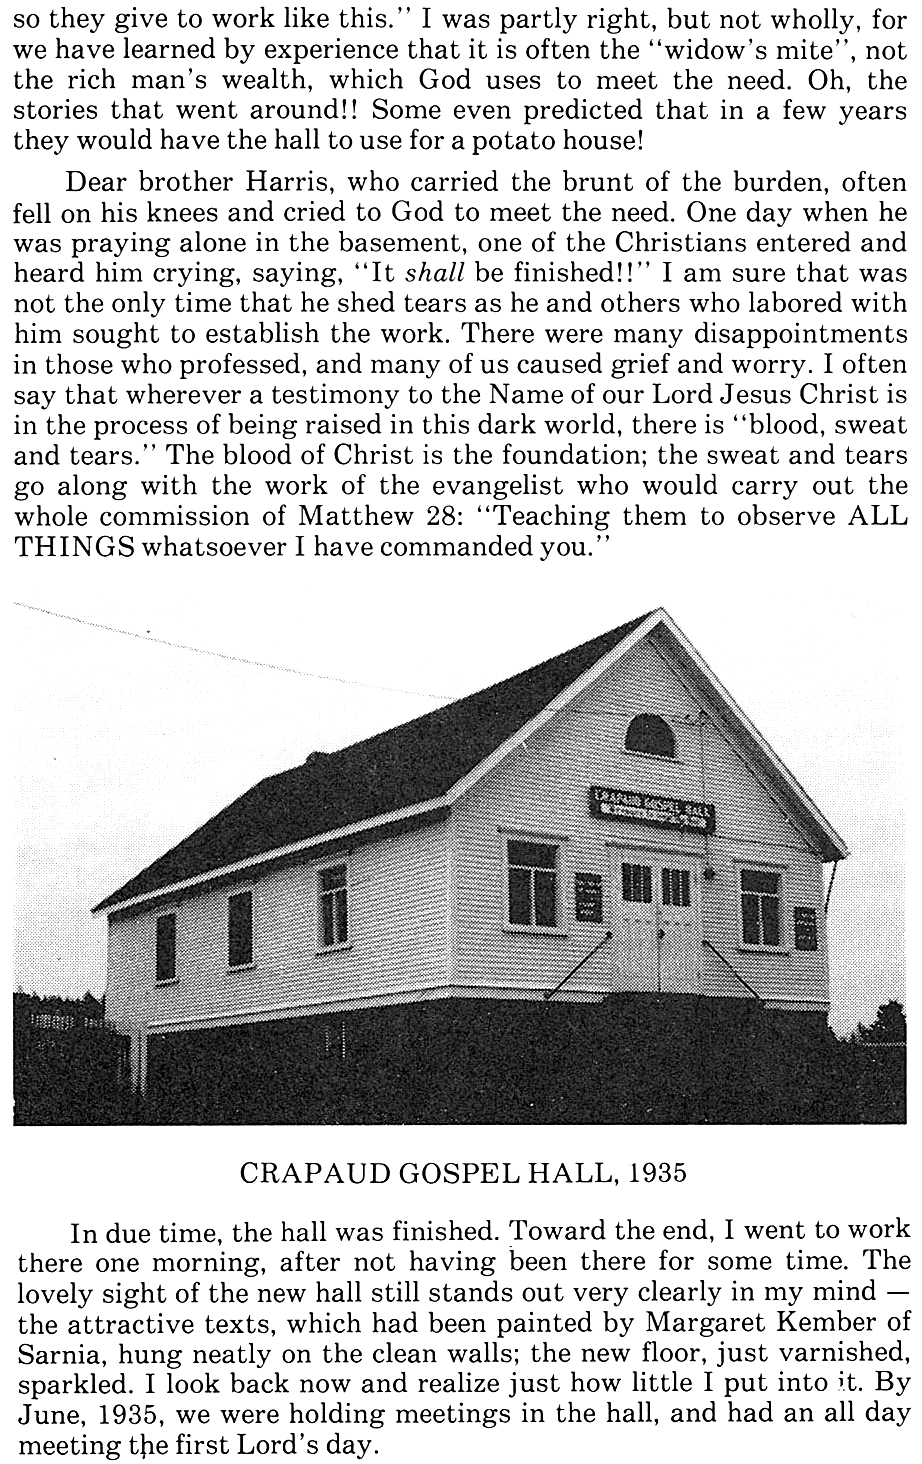 so they give to work like this.’’ I was partly right, but not wholly, for
we have learned by experience that it is often the ‘‘widow’s mite’’, not
the rich man’s wealth, which God uses to meet the need. Oh, the
stories that went around!! Some even predicted that in a few years
they would have the hall to use for a potato house!
Dear brother Harris, who carried the brunt of the burden, often
fell on his knees and cried to God to meet the need. One day when he
was praying alone in the basement, one of the Christians entered and
heard him crying, saying, ‘‘It shall be finished!!’’ I am sure that was
not the only time that he shed tears as he and others who labored with
him sought to establish the work. There were many disappointments
in those who professed, and many of us caused grief and worry. I often
say that wherever a testimony to the Name of our Lord Jesus Christ is
in the process of being raised in this dark world, there is ‘‘blood, sweat
and tears.’’ The blood of Christ is the foundation; the sweat and tears
go along with the work of the evangelist who would carry out the
whole commission of Matthew 28: ‘‘Teaching them to observe ALL
THINGS whatsoever I have commanded you.’’
CRAPAUD GOSPEL HALL
CRAPAUD GOSPEL HALL, 1935
In due time, the hall was finished. Toward the end, I went to work
there one morning, after not having been there for some time. The
lovely sight of the new hall still stands out very clearly in my mind —
the attractive texts, which had been painted by Margaret Kember of
Sarnia, hung neatly on the clean walls; the new floor, just varnished,
sparkled. I look back now and realize just how little I put into it. By
June, 1935, we were holding meetings in the hall, and had an all day
meeting the first Lord’s day.